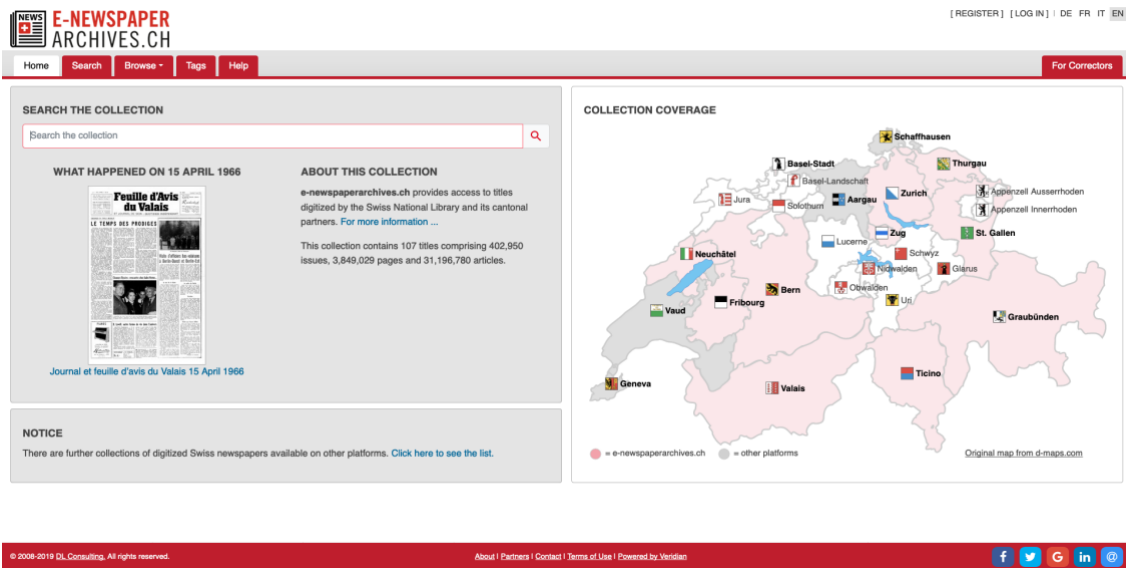 NEWS
E-NEWSPAPER
ARCHIVES.CH
[ REGISTER ] [ LOG IN ] | DE FR IT EN
Home Search Browse Tags Help For Correctors
SEARCH THE COLLECTION
Search the collection
WHAT HAPPENED ON 15 APRIL 1966
Feuille d'Avis
du Valais
LE TEMPS DES PRODIGES
Journal et feuille d'avis du Valais 15 April 1966
ABOUT THIS COLLECTION
e-newspaperarchives.ch provides access to titles
digitized by the Swiss National Library and its cantonal
partners. For more information ...
This collection contains 107 titles comprising 402,950
issues, 3,849,029 pages and 31,196,780 articles.
NOTICE
There are further collections of digitized Swiss newspapers available on other platforms. Click here to see the list.
COLLECTION COVERAGE
Schaffhausen
Basel-Stadt
Thurgau
Basel-Landschaft
Jura
Solothurn
Aargau
Zurich
Appenzell Ausserrhoden
Appenzell Innerrhoden
Zug
St. Gallen
Lucerne
Neuchâtel
Schwyz
Nidwalden
Glarus
Bern
Obwalden
Fribourg
Uri
Vaud
Graubünden
Geneva
Valais
Ticino
= e-newspaperarchives.ch
= other platforms
Original map from d-maps.com
© 2008-2019 DL Consulting, All rights reserved.
About | Partners | Contact | Terms of Use | Powered by Veridian